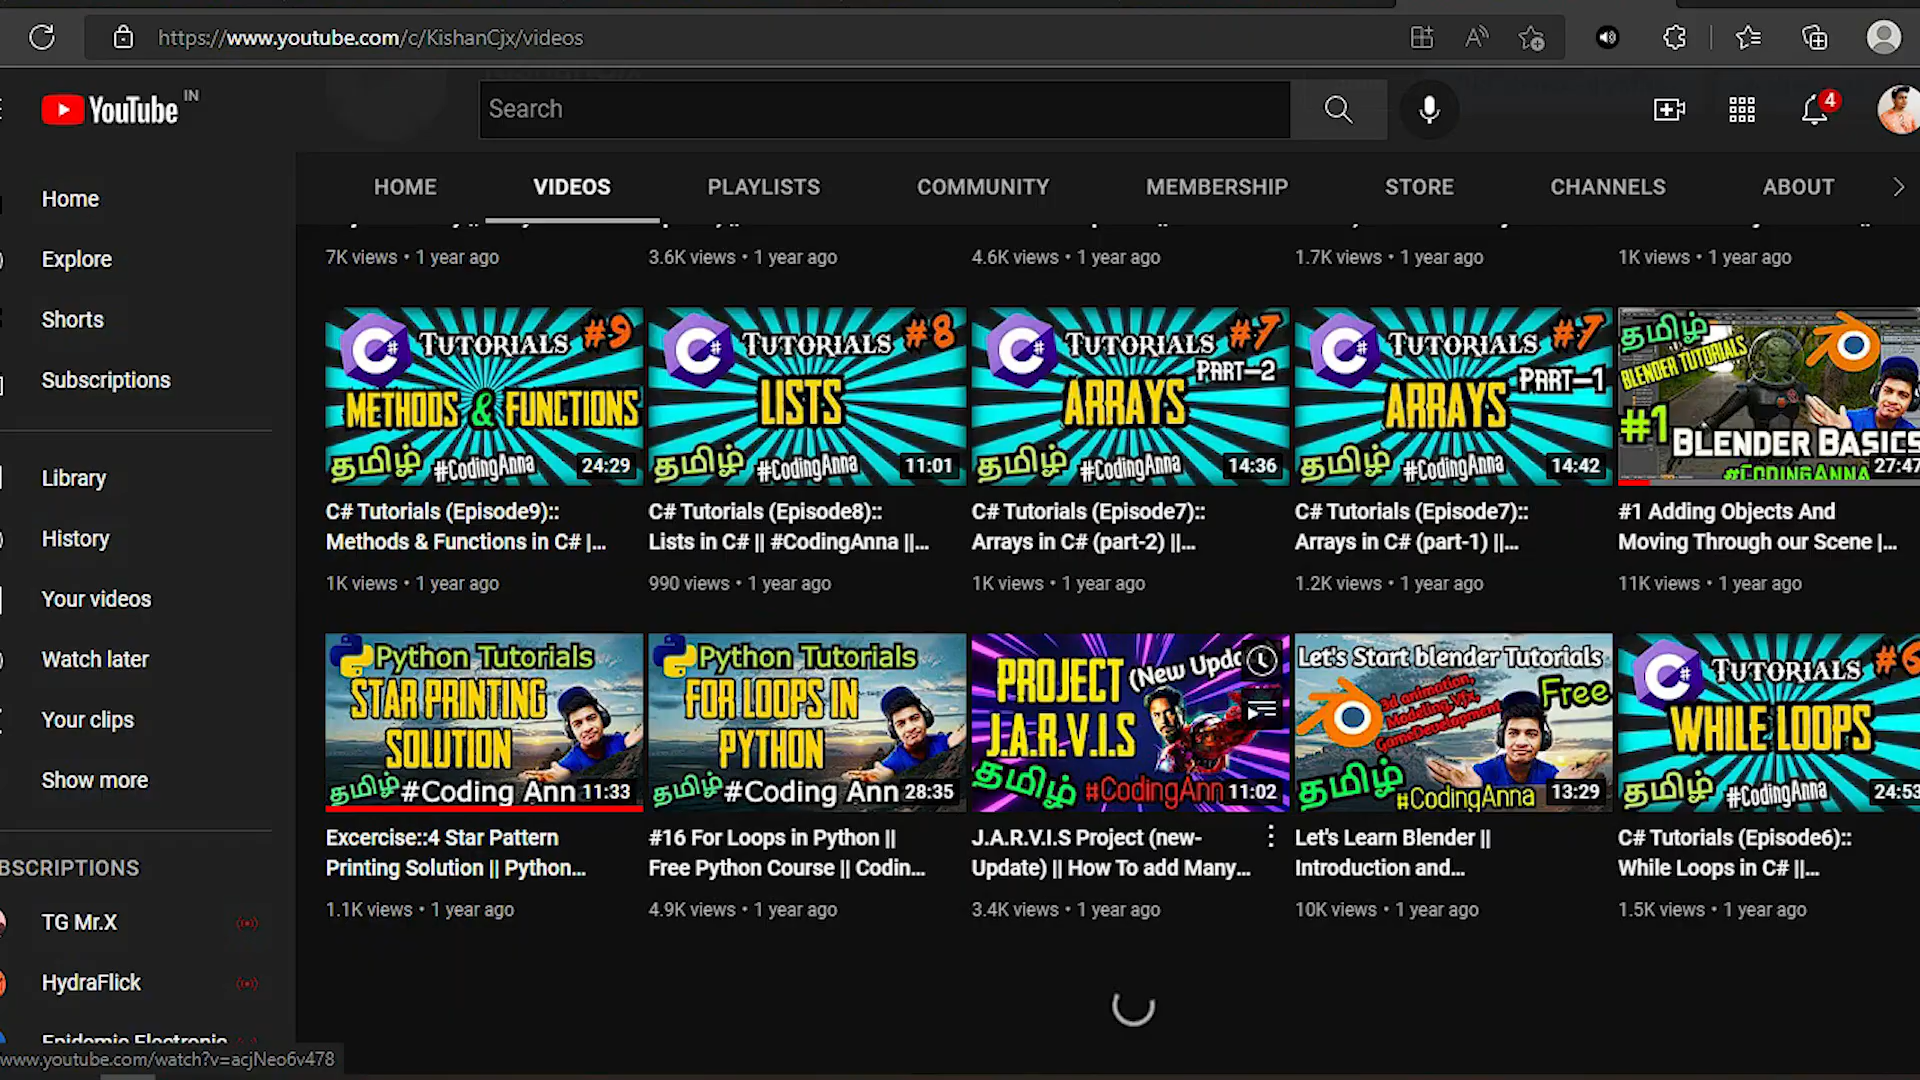 https://www.youtube.com/c/KishanCjx/videos
YouTube IN
Search
4
HOME VIDEOS PLAYLISTS COMMUNITY MEMBERSHIP STORE CHANNELS ABOUT
Home
Explore
Shorts
Subscriptions
Library
History
Your videos
Watch later
Your clips
Show more
BSCRIPTIONS
TG Mr.X
HydraFlick
Epidemic Electronic
www.youtube.com/watch?v=acjNeo6v478
7K views • 1 year ago
3.6K views • 1 year ago
4.6K views • 1 year ago
1.7K views • 1 year ago
1K views • 1 year ago
C# TUTORIALS #9
METHODS & FUNCTIONS
தமிழ் #CodingAnna 24:29
C# Tutorials (Episode9)::
Methods & Functions in C# |...
1K views • 1 year ago
C# TUTORIALS #8
LISTS
தமிழ் #CodingAnna 11:01
C# Tutorials (Episode8)::
Lists in C# || #CodingAnna ||...
990 views • 1 year ago
C# TUTORIALS #7
PART-2
ARRAYS
தமிழ் #CodingAnna 14:36
C# Tutorials (Episode7)::
Arrays in C# (part-2) ||...
1K views • 1 year ago
C# TUTORIALS #7
PART-1
ARRAYS
தமிழ் #CodingAnna 14:42
C# Tutorials (Episode7)::
Arrays in C# (part-1) ||...
1.2K views • 1 year ago
தமிழ்
BLENDER TUTORIALS
#1 BLENDER BASICS
#CODINGANNA 27:47
#1 Adding Objects And
Moving Through our Scene |...
11K views • 1 year ago
Python Tutorials
STAR PRINTING
SOLUTION
தமிழ் #Coding Ann 11:33
Excercise::4 Star Pattern
Printing Solution || Python...
1.1K views • 1 year ago
Python Tutorials
FOR LOOPS IN
PYTHON
தமிழ் #Coding Ann 28:35
#16 For Loops in Python ||
Free Python Course || Codin...
4.9K views • 1 year ago
PROJECT (New Upda
J.A.R.V.I.S
தமிழ் #CodingAnn 11:02
J.A.R.V.I.S Project (new-
Update) || How To add Many...
3.4K views • 1 year ago
Let's Start blender Tutorials
Free
3d animation,
Modeling, Vfx,
GameDevelopment
தமிழ் #CodingAnna 13:29
Let's Learn Blender ||
Introduction and...
10K views • 1 year ago
C# TUTORIALS #6
WHILE LOOPS
தமிழ் #CodingAnna 24:53
C# Tutorials (Episode6)::
While Loops in C# ||...
1.5K views • 1 year ago